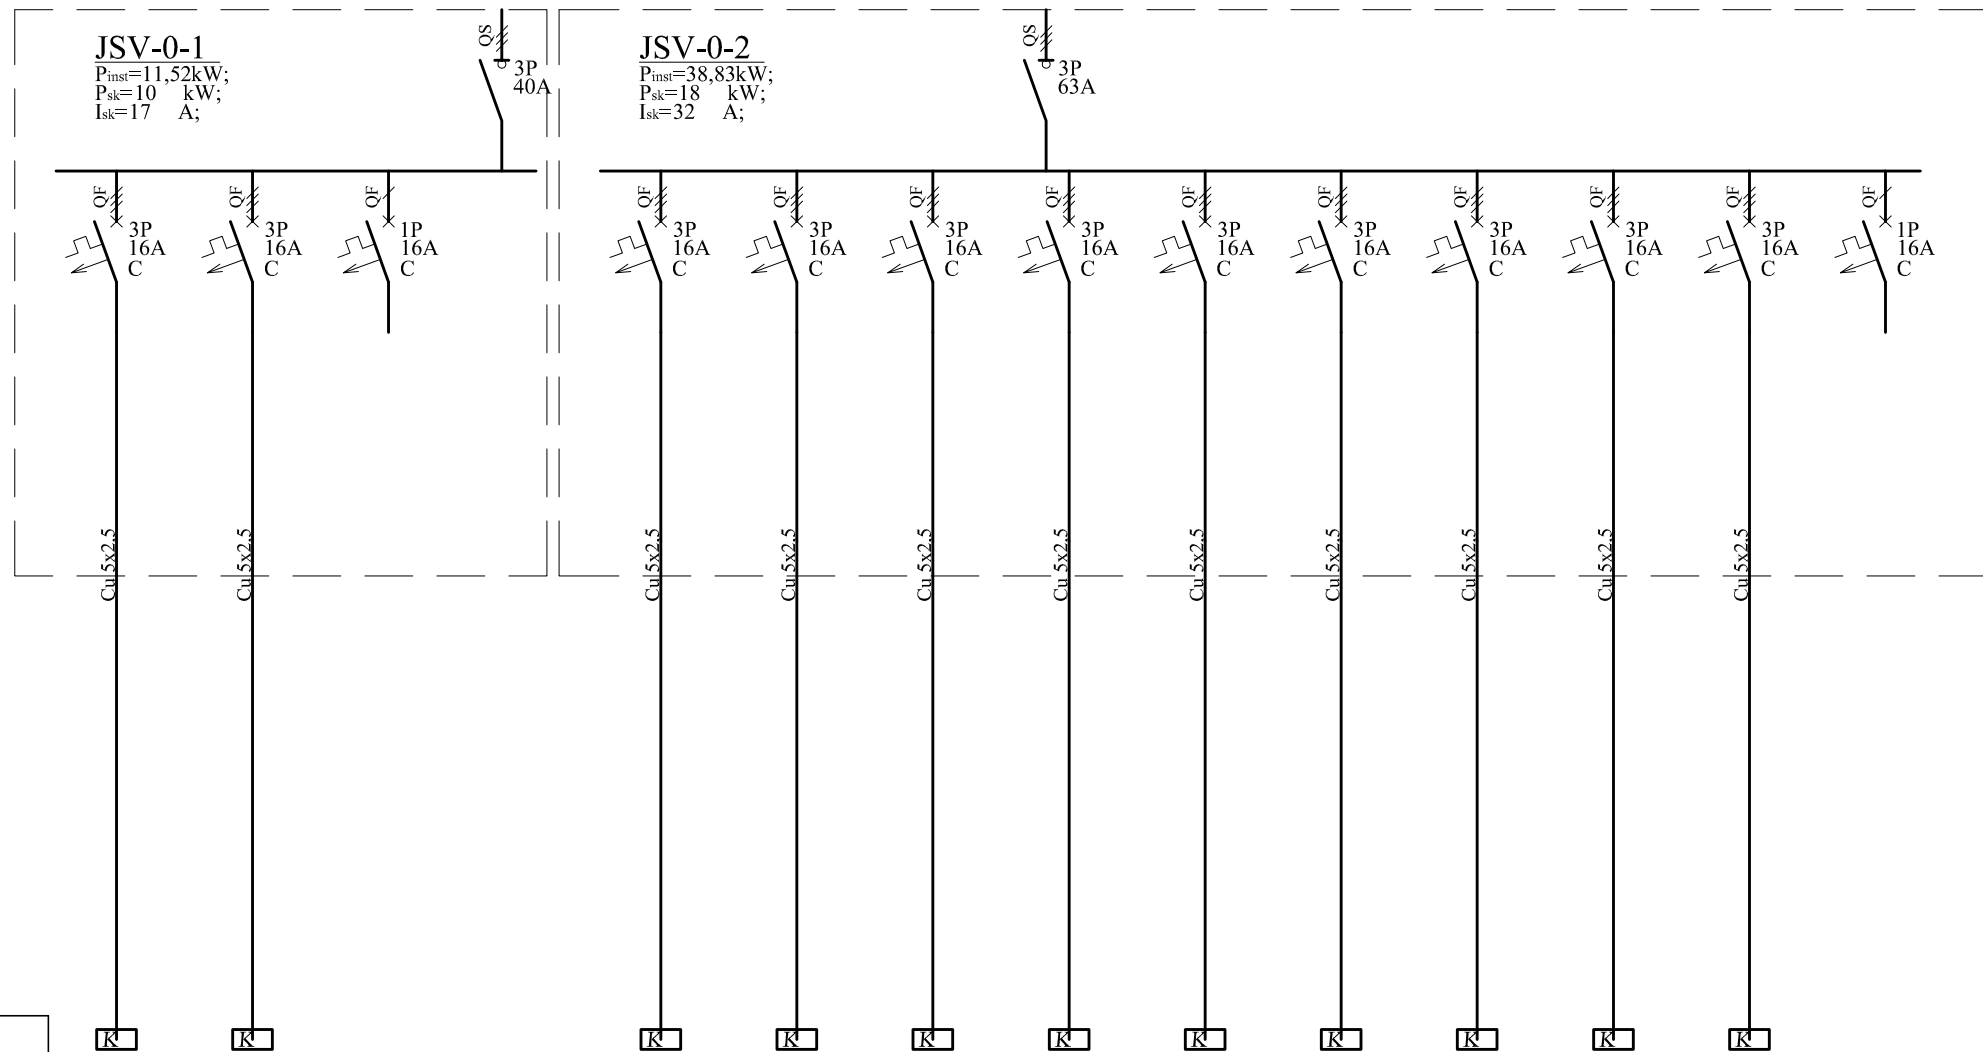 JSV-0-1
Pinst=11,52kW;
Psk=10 kW;
Isk=17 A;
QS
3P
40A
JSV-0-2
Pinst=38,83kW;
Psk=18 kW;
Isk=32 A;
QS
3P
63A
QF
3P
16A
C
QF
3P
16A
C
QF
1P
16A
C
QF
3P
16A
C
QF
3P
16A
C
QF
3P
16A
C
QF
3P
16A
C
QF
3P
16A
C
QF
3P
16A
C
QF
3P
16A
C
QF
3P
16A
C
QF
3P
16A
C
QF
1P
16A
C
Cu 5x2.5
Cu 5x2.5
Cu 5x2.5
Cu 5x2.5
Cu 5x2.5
Cu 5x2.5
Cu 5x2.5
Cu 5x2.5
Cu 5x2.5
Cu 5x2.5
Cu 5x2.5
K
K
K
K
K
K
K
K
K
K
K